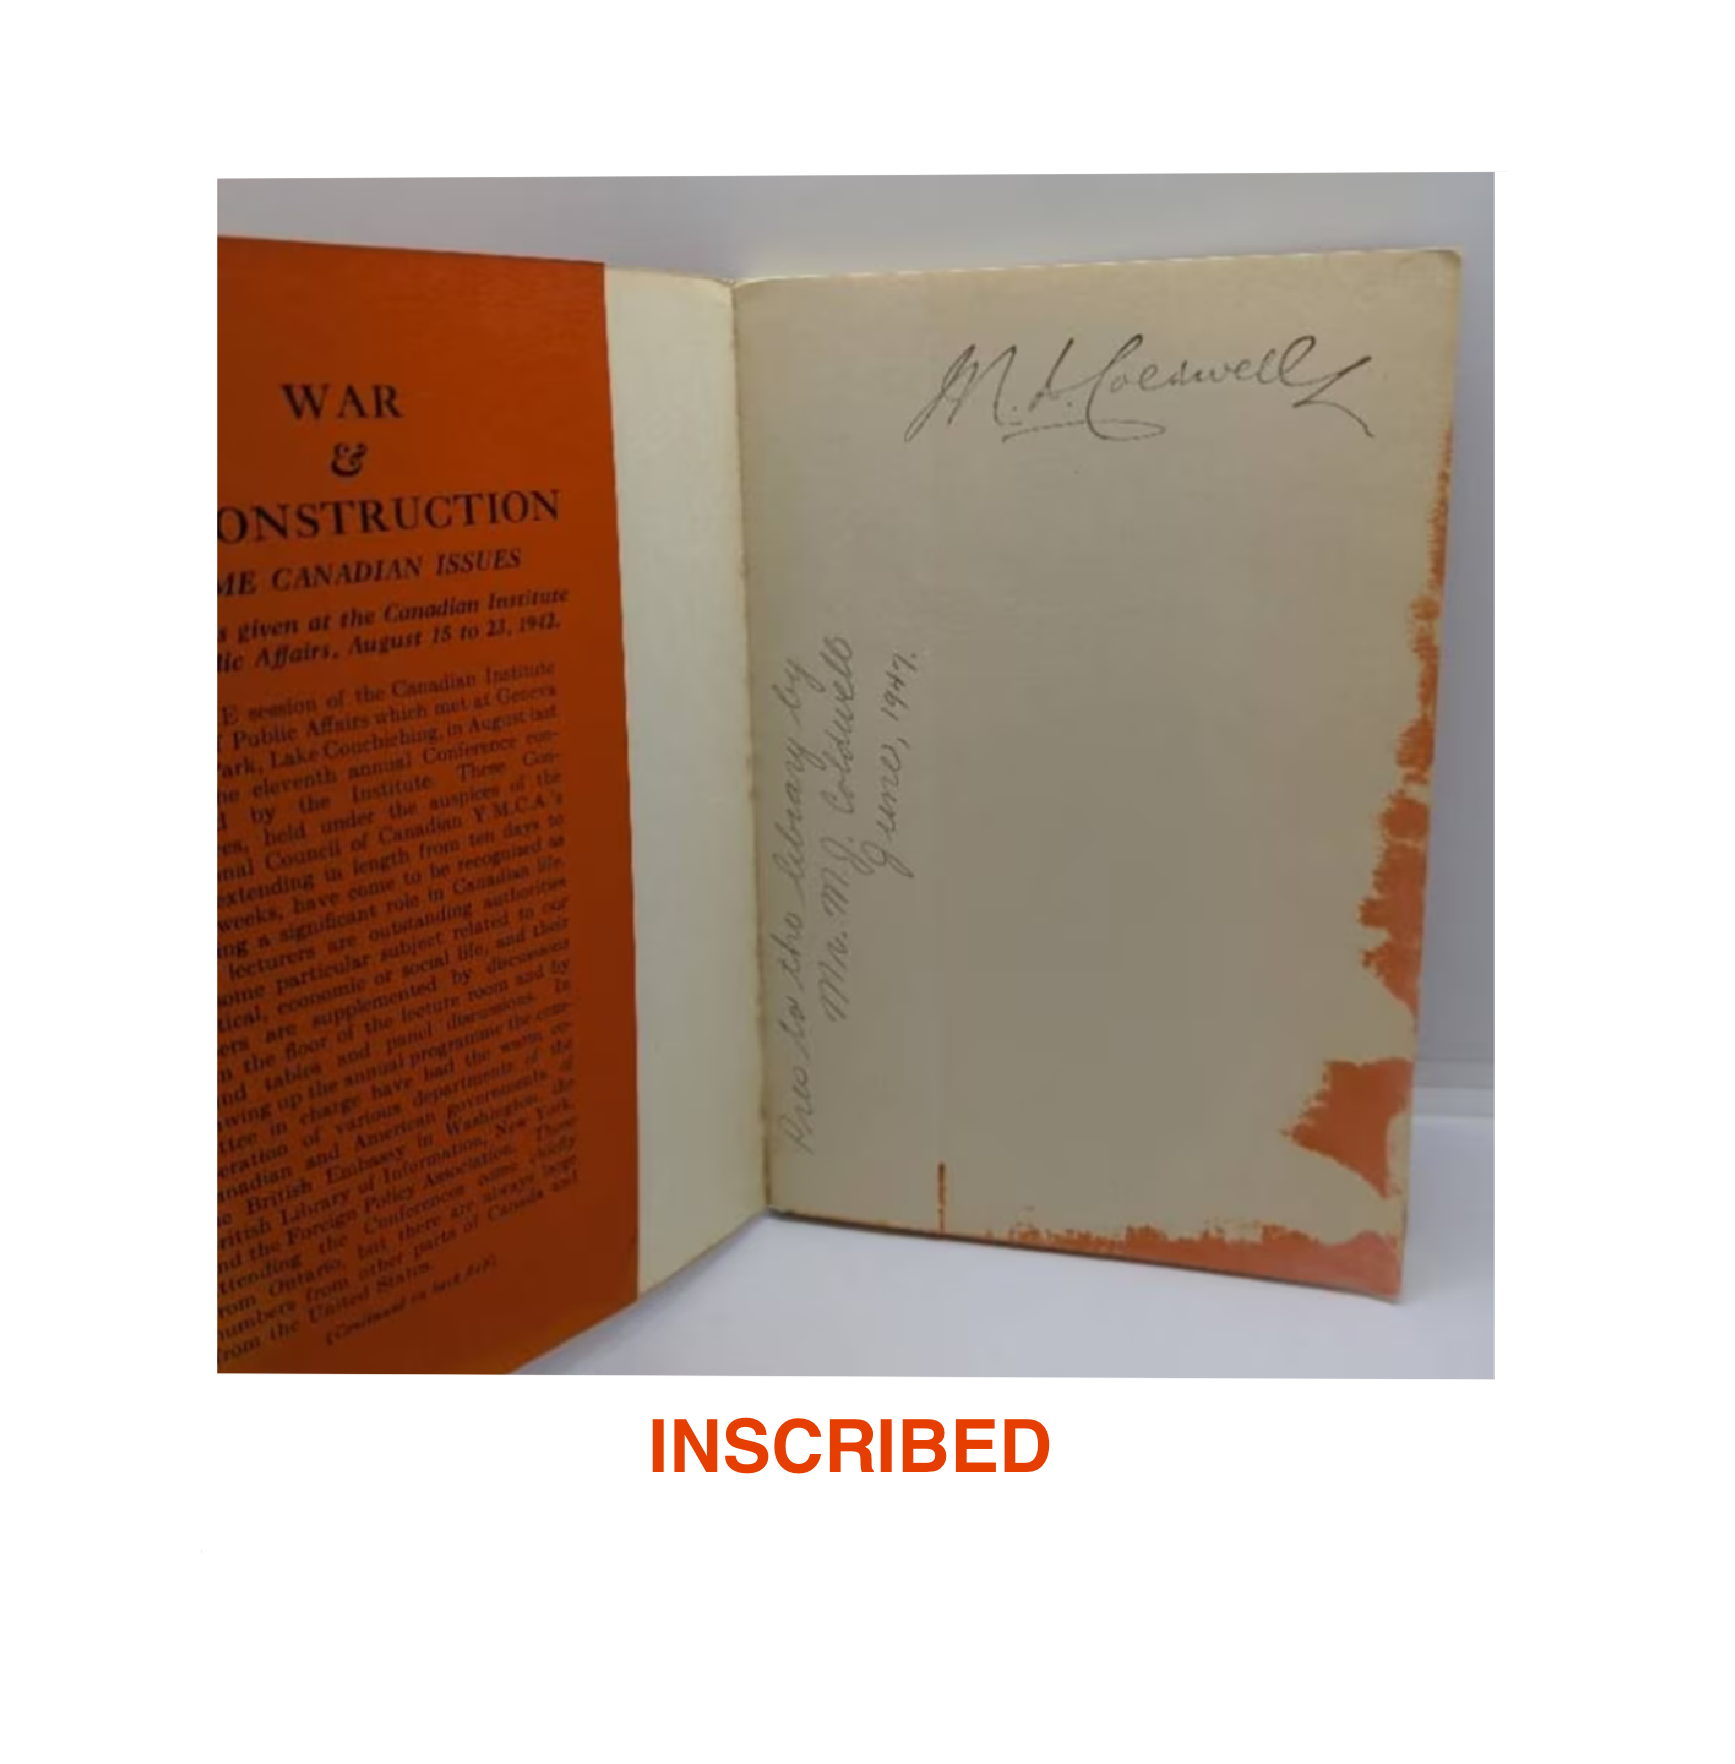 WAR
&
ONSTRUCTION
ME CANADIAN ISSUES
s given at the Canadian Institute
lic Affairs, August 15 to 23, 1942.
E session of the Canadian Institute
f Public Affairs which met at Geneva
ark, Lake Couchiching, in August last
he eleventh annual Conference con-
d by the Institute. These Con-
es, held under the auspices of the
nal Council of Canadian Y.M.C.A.'s
extending in length from ten days to
weeks, have come to be recognized as
ng a significant role in Canadian life.
lecturers are outstanding authorities
ome particular subject related to our
tical, economic or social life, and their
ers are supplemented by discussions
n the floor of the lecture room and by
nd tables and panel discussions. In
wing up the annual programme the com-
ttee in charge have had the warm co-
eration of various departments of the
anadian and American governments, of
e British Embassy in Washington, the
ritish Library of Information, New York,
nd the Foreign Policy Association. Those
ttending the Conferences come chiefly
rom Ontario, but there are always large
numbers from other parts of Canada and
from the United States.
(Continued on back flap)
M. J. Coldwell
Pres to the library by
Mr. M.J. Coldwell
June, 1947.
INSCRIBED